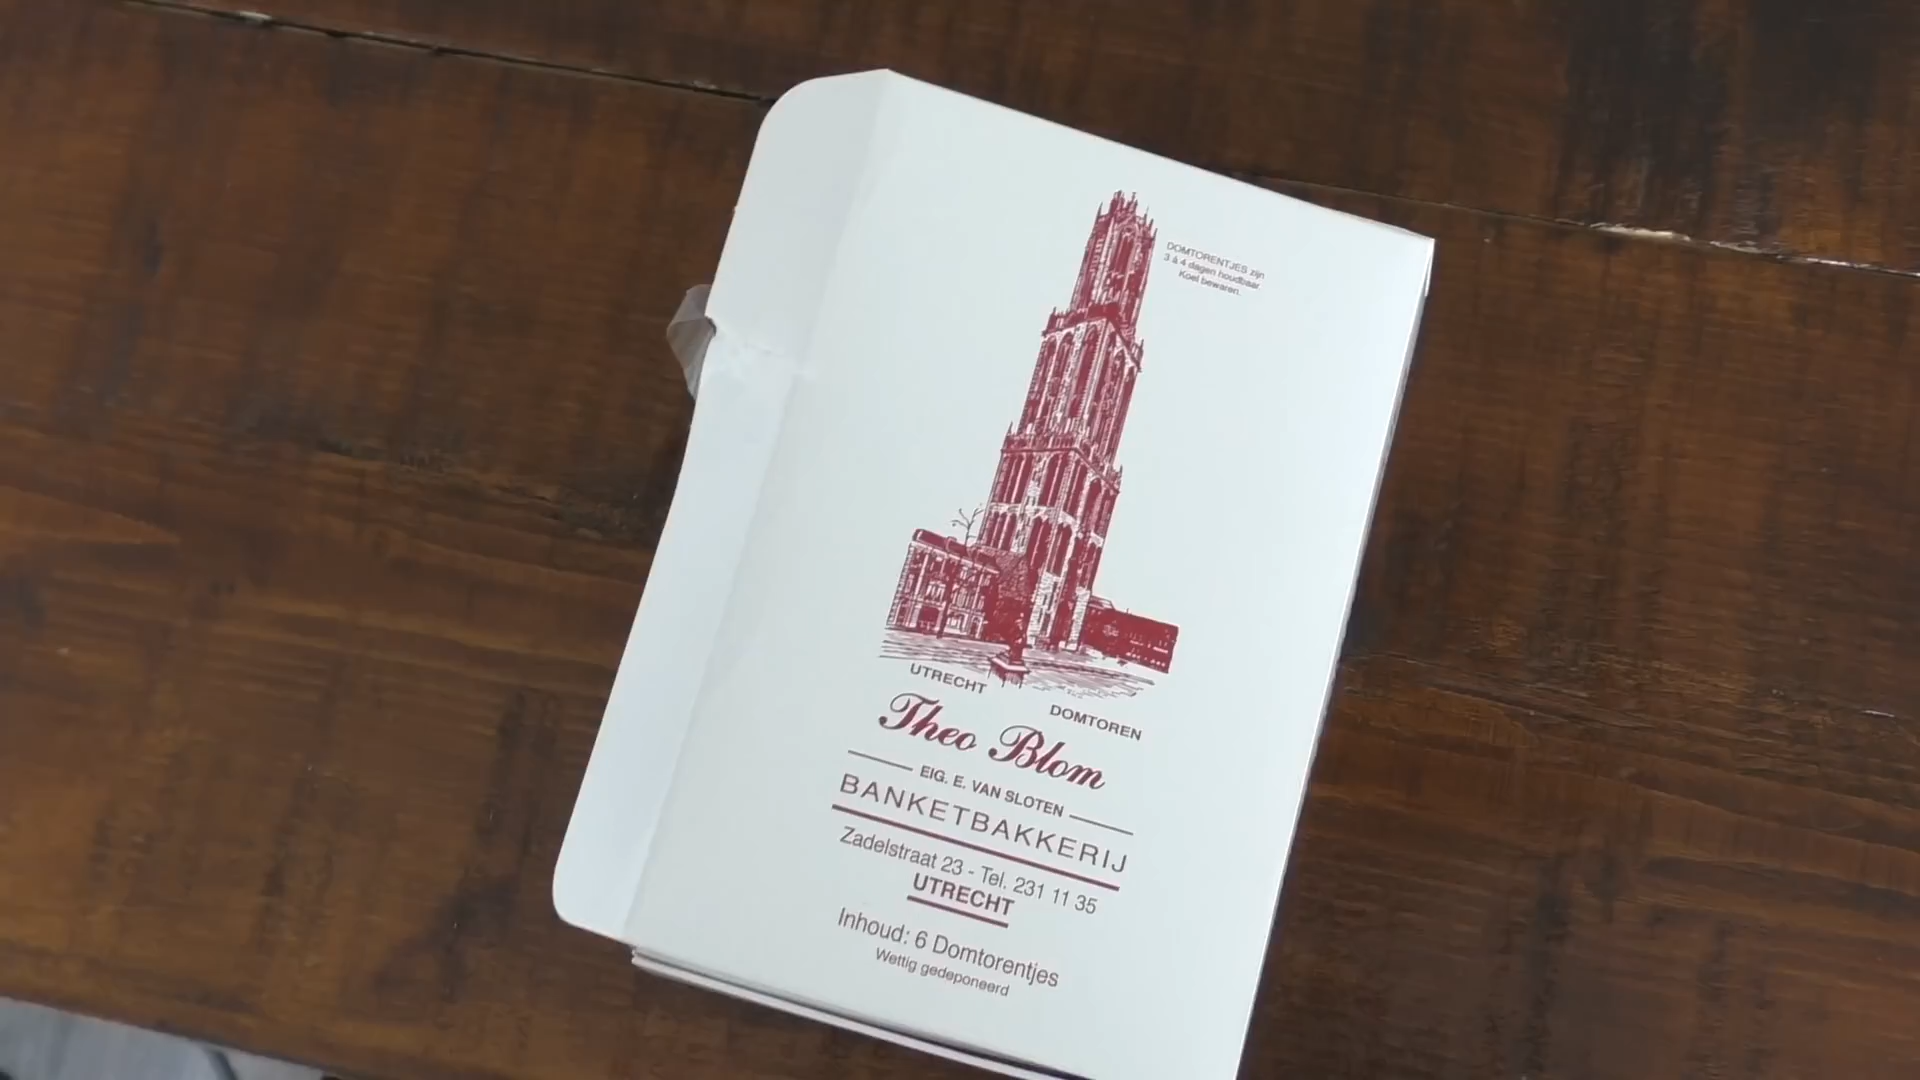 DOMTORENTJES zijn
3 à 4 dagen houdbaar.
Koel bewaren.
UTRECHT
DOMTOREN
Theo Blom
EIG. E. VAN SLOTEN
BANKETBAKKERIJ
Zadelstraat 23 - Tel. 231 11 35
UTRECHT
Inhoud: 6 Domtorentjes
Wettig gedeponeerd